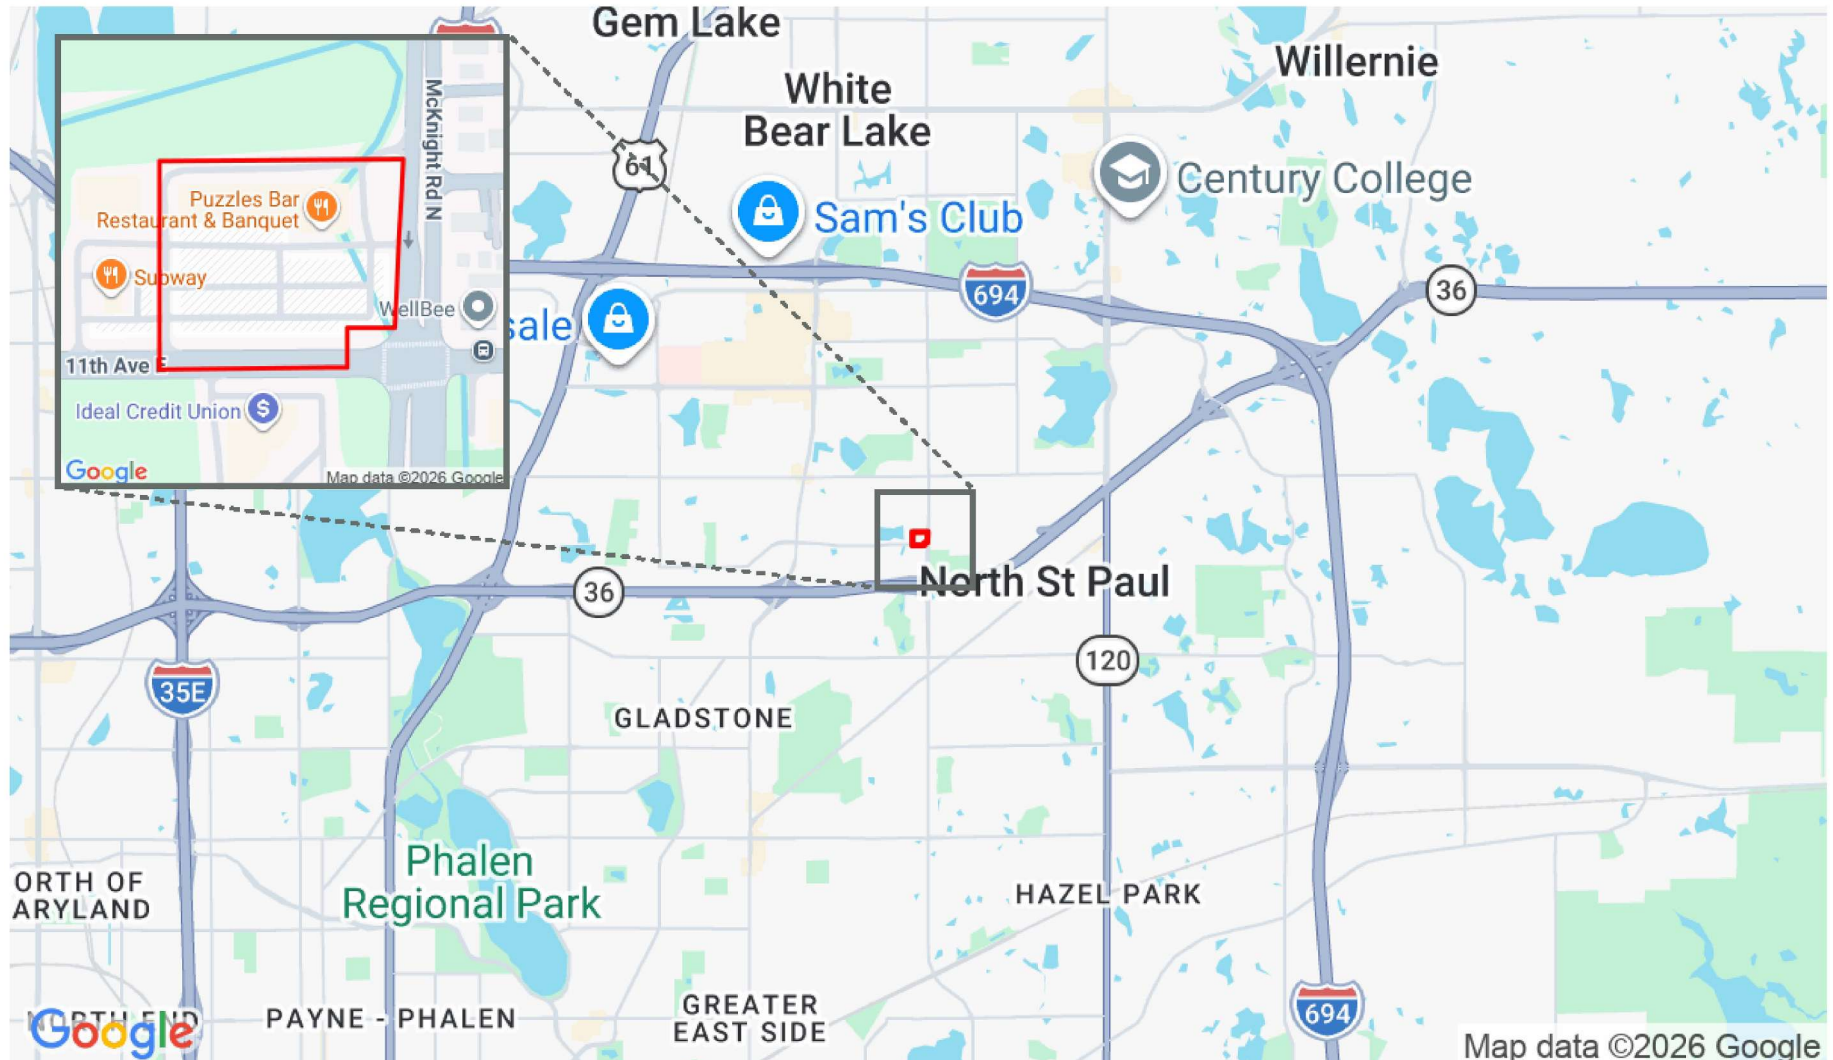 Gem Lake
Willernie
White
Bear Lake
61
Century College
Sam's Club
694
36
sale
McKnight Rd N
Puzzles Bar
Restaurant & Banquet
Subway
WellBee
11th Ave E
Ideal Credit Union
$
Google
Map data ©2026 Google
36
North St Paul
120
35E
GLADSTONE
Phalen
Regional Park
ORTH OF
ARYLAND
HAZEL PARK
GREATER
EAST SIDE
PAYNE - PHALEN
NORTH END
694
Google
Map data ©2026 Google